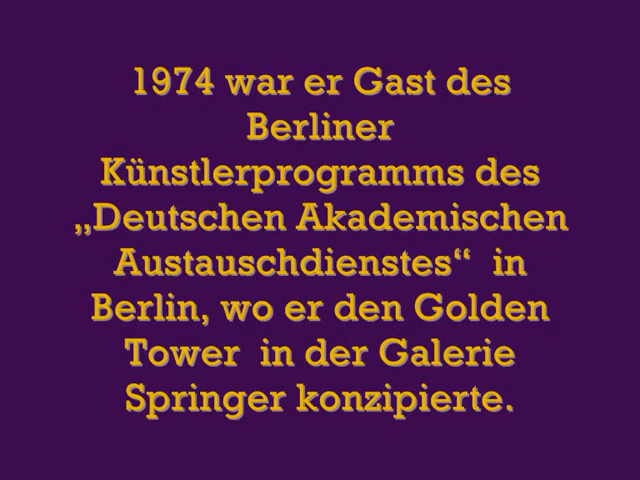 1974 war er Gast des
Berliner
Künstlerprogramms des
„Deutschen Akademischen
Austauschdienstes“ in
Berlin, wo er den Golden
Tower in der Galerie
Springer konzipierte.